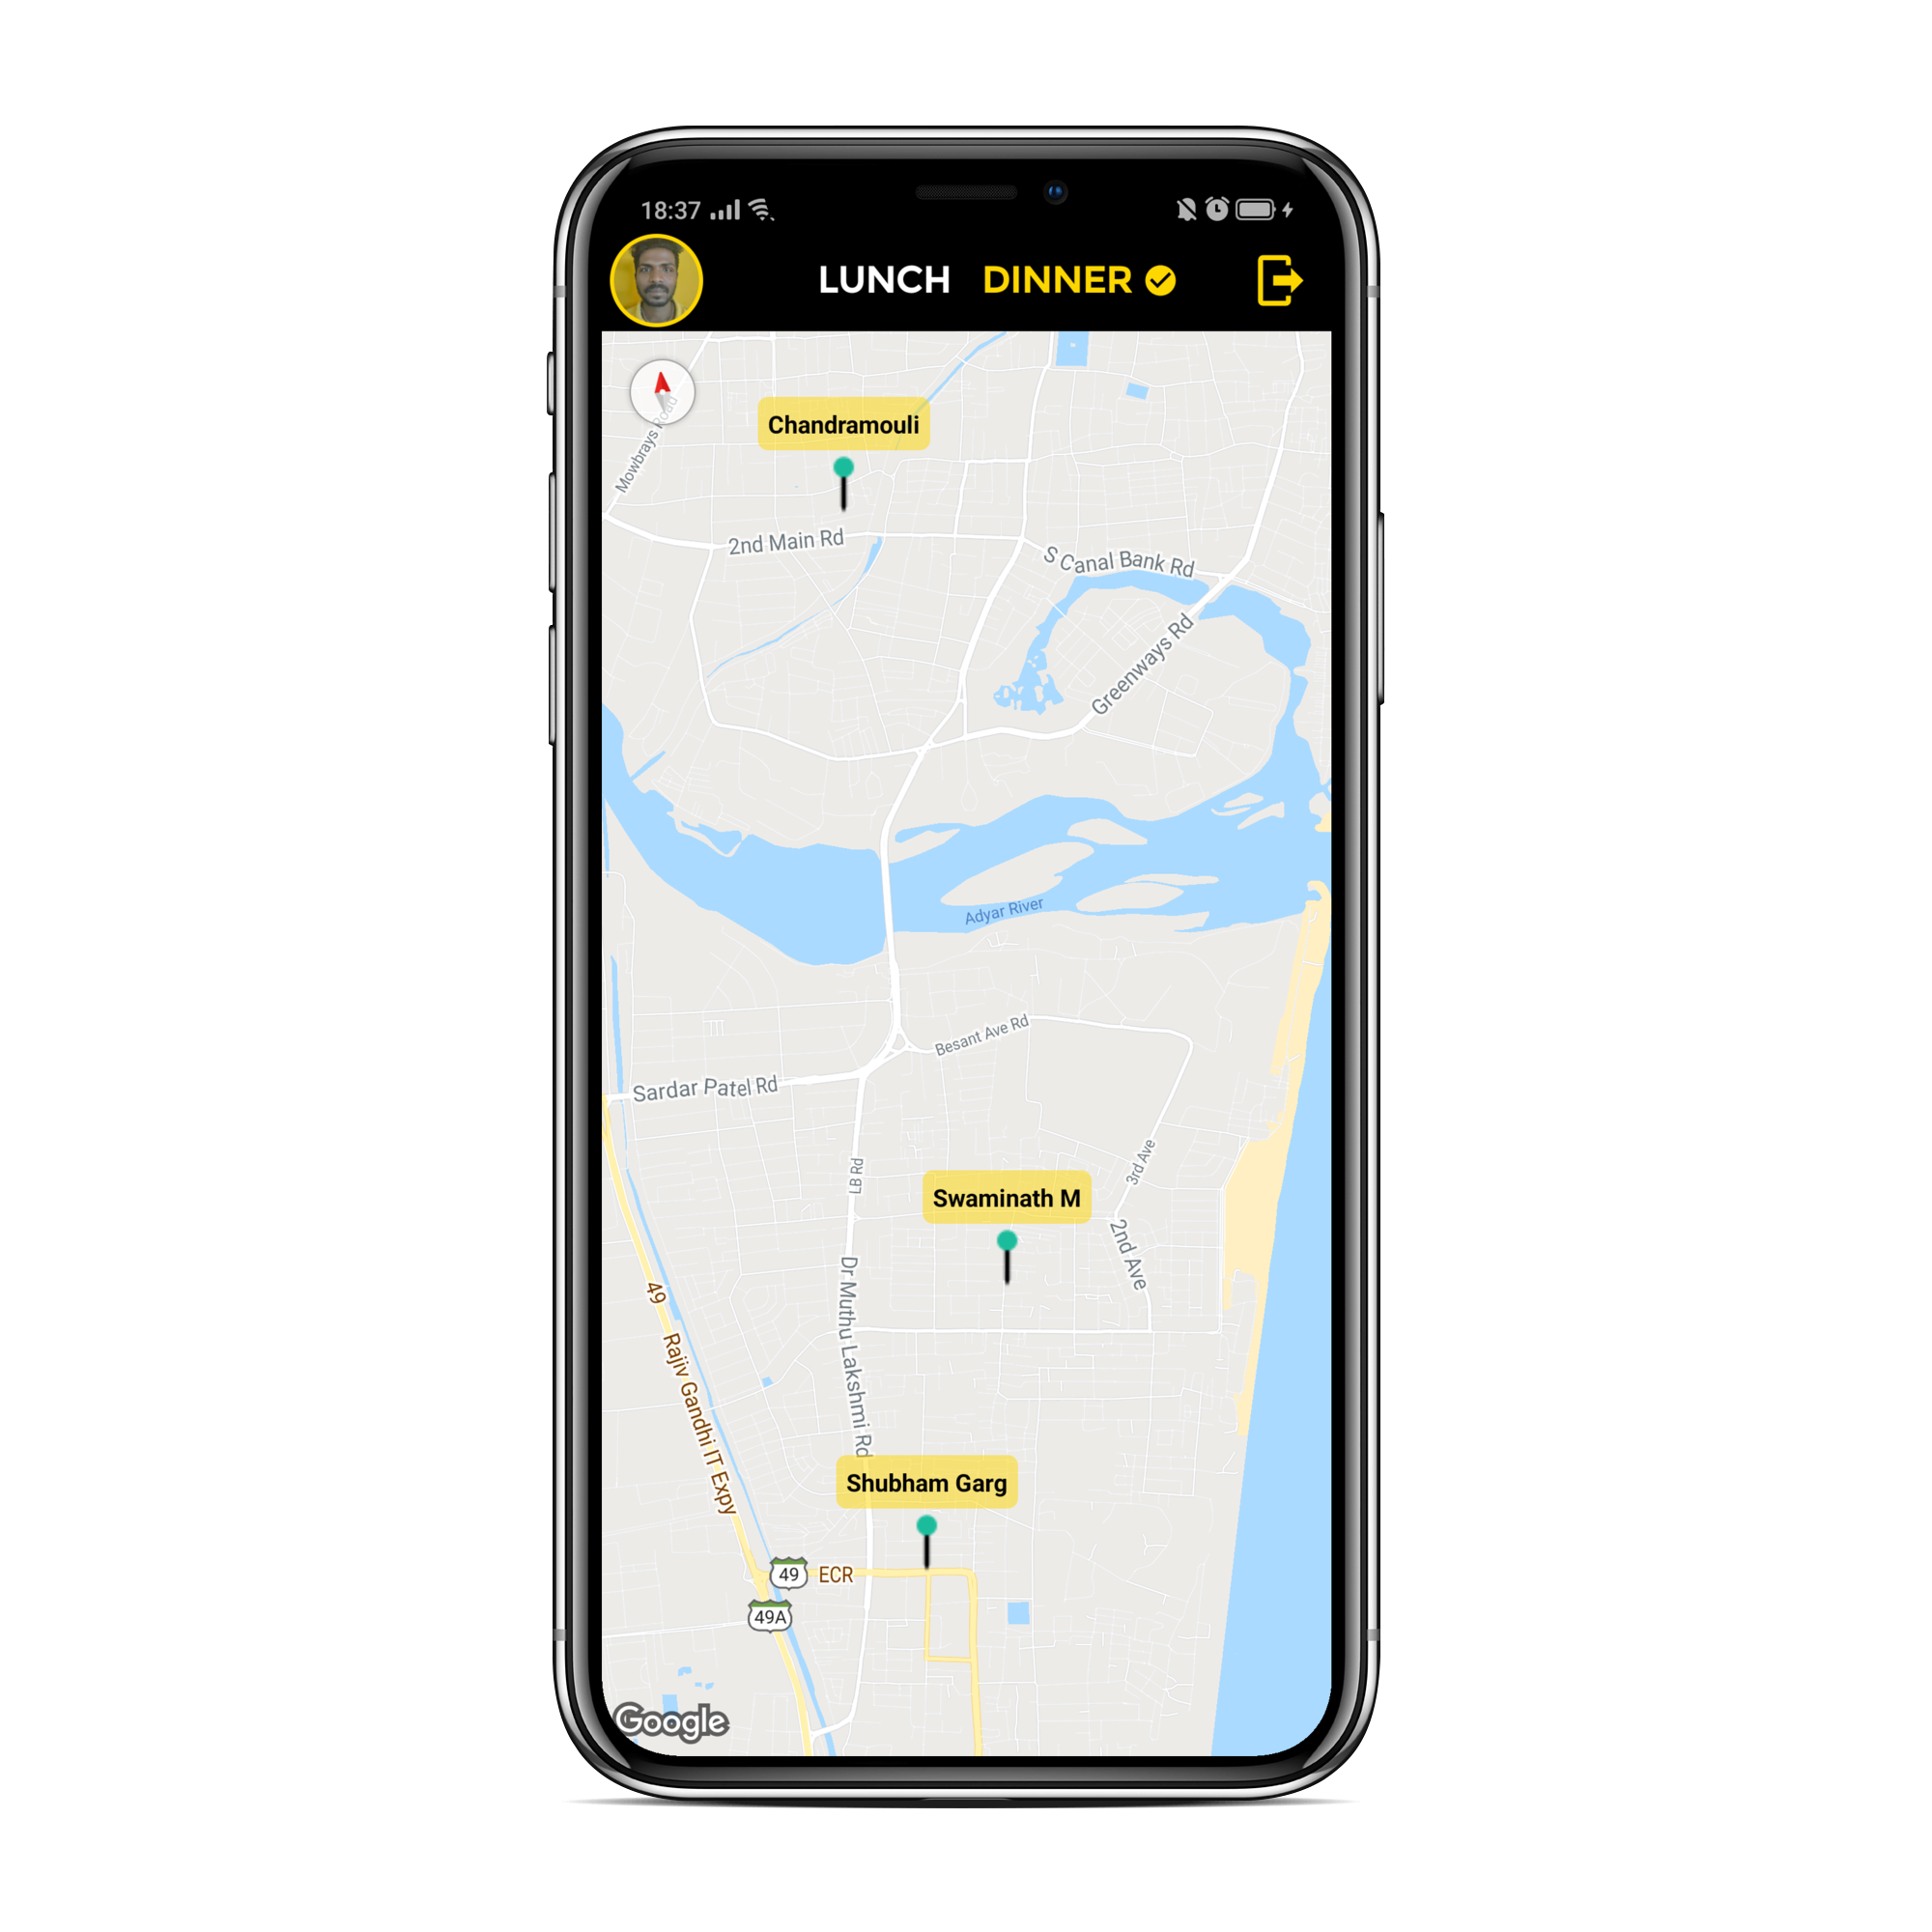 18:37
LUNCH DINNER
Mowbrays Road
Chandramouli
2nd Main Rd
S Canal Bank Rd
Greenways Rd
Adyar River
Besant Ave Rd
Sardar Patel Rd
3rd Ave
LB Rd
Swaminath M
2nd Ave
Dr Muthu Lakshmi Rd
49
Rajiv Gandhi IT Expy
Shubham Garg
49 ECR
49A
Google